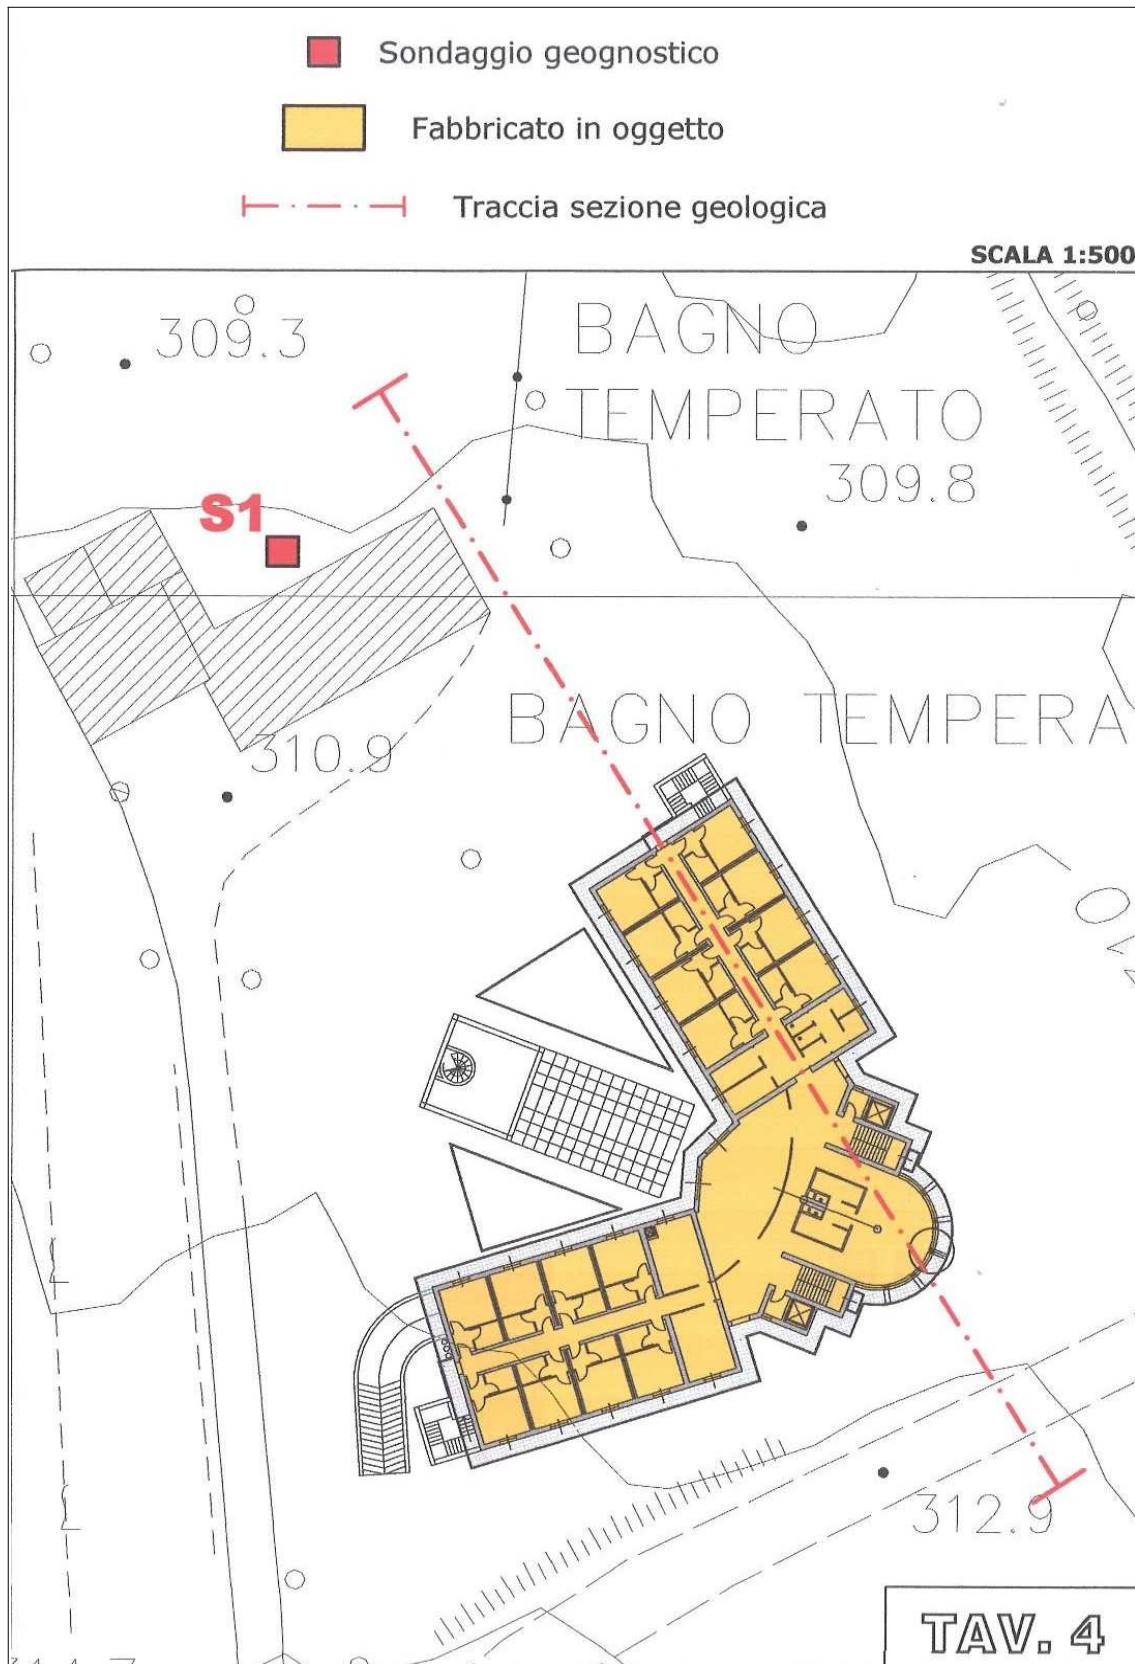 Sondaggio geognostico
Fabbricato in oggetto
Traccia sezione geologica
SCALA 1:500
309.3
BAGNO
TEMPERATO
309.8
S1
BAGNO TEMPERA
310.9
312.9
TAV. 4